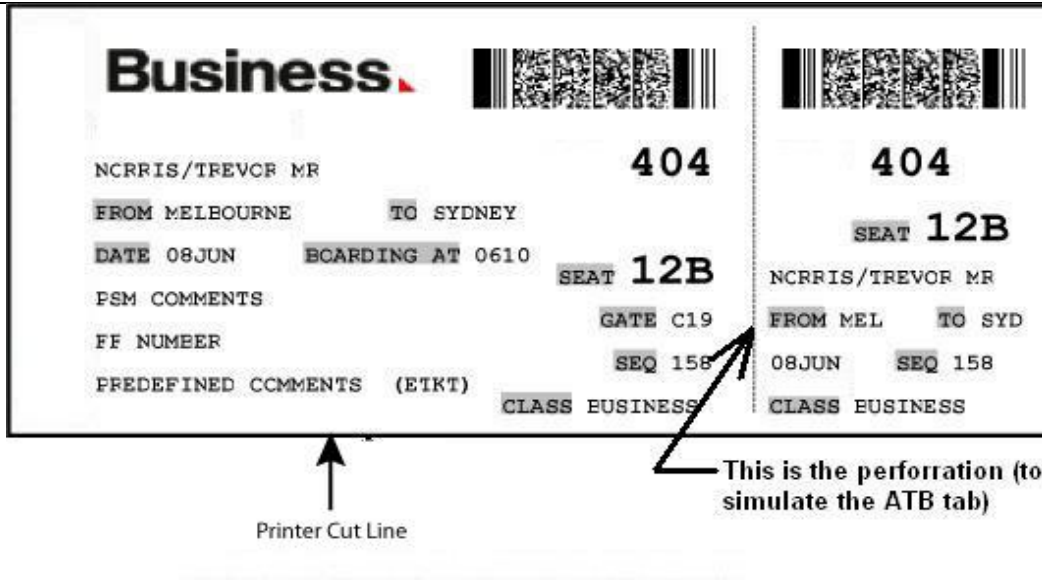 Business
404
NCRRIS/TREVCR MR
FROM MELBOURNE TO SYDNEY
DATE 08JUN BOARDING AT 0610
SEAT 12B
PSM COMMENTS
GATE C19
FF NUMBER
SEQ 158
PREDEFINED COMMENTS (ETKT)
CLASS BUSINESS
404
SEAT 12B
NCRRIS/TREVOR MR
FROM MEL TO SYD
08JUN SEQ 158
CLASS BUSINESS
This is the perforration (to
simulate the ATB tab)
Printer Cut Line